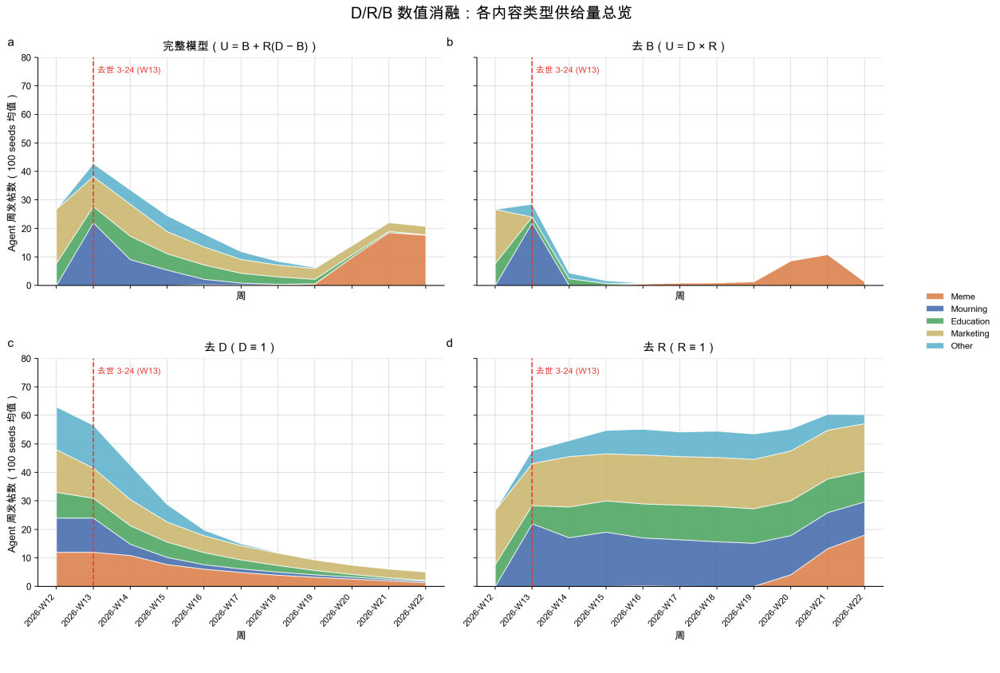 D/R/B 数值消融：各内容类型供给量总览
a
完整模型（U = B + R(D − B)）
80
70
60
50
40
30
20
10
0
Agent 周发帖数（100 seeds 均值）
去世 3-24 (W13)
周
b
去 B（U = D × R）
去世 3-24 (W13)
周
Meme
Mourning
Education
Marketing
Other
c
去 D（D ≡ 1）
80
70
60
50
40
30
20
10
0
Agent 周发帖数（100 seeds 均值）
去世 3-24 (W13)
2026-W12
2026-W13
2026-W14
2026-W15
2026-W16
2026-W17
2026-W18
2026-W19
2026-W20
2026-W21
2026-W22
周
d
去 R（R ≡ 1）
去世 3-24 (W13)
2026-W12
2026-W13
2026-W14
2026-W15
2026-W16
2026-W17
2026-W18
2026-W19
2026-W20
2026-W21
2026-W22
周